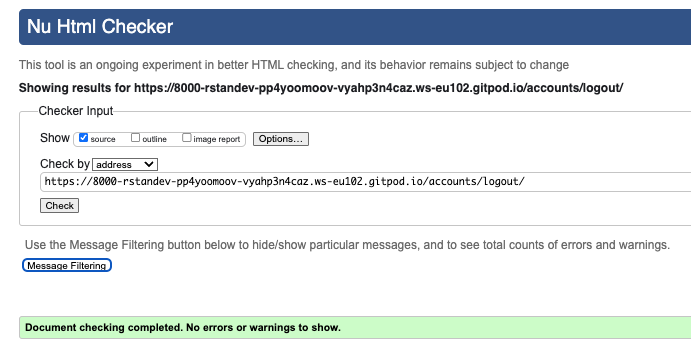 Nu Html Checker
This tool is an ongoing experiment in better HTML checking, and its behavior remains subject to change
Showing results for https://8000-rstandev-pp4yoomoov-vyahp3n4caz.ws-eu102.gitpod.io/accounts/logout/
Checker Input
Show source outline image report Options...
Check by address
https://8000-rstandev-pp4yoomoov-vyahp3n4caz.ws-eu102.gitpod.io/accounts/logout/
Check
Use the Message Filtering button below to hide/show particular messages, and to see total counts of errors and warnings.
Message Filtering
Document checking completed. No errors or warnings to show.